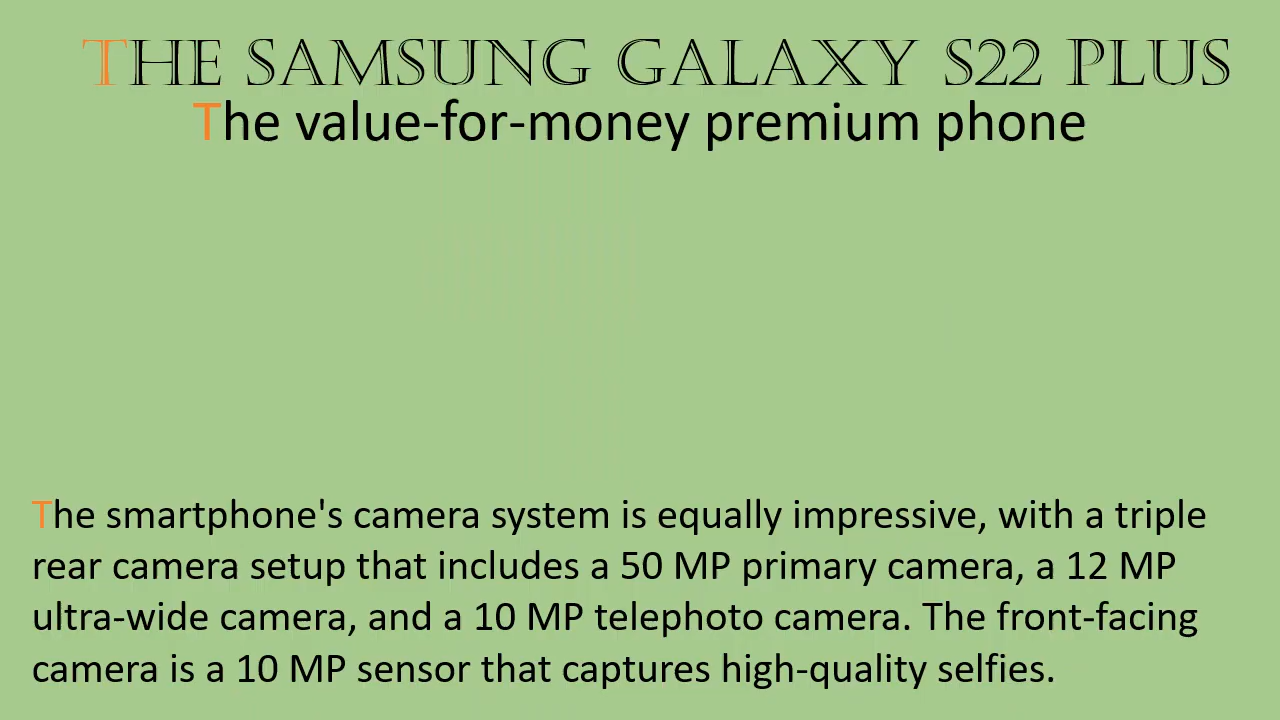 THE SAMSUNG GALAXY S22 PLUS
The value-for-money premium phone
The smartphone's camera system is equally impressive, with a triple
rear camera setup that includes a 50 MP primary camera, a 12 MP
ultra-wide camera, and a 10 MP telephoto camera. The front-facing
camera is a 10 MP sensor that captures high-quality selfies.